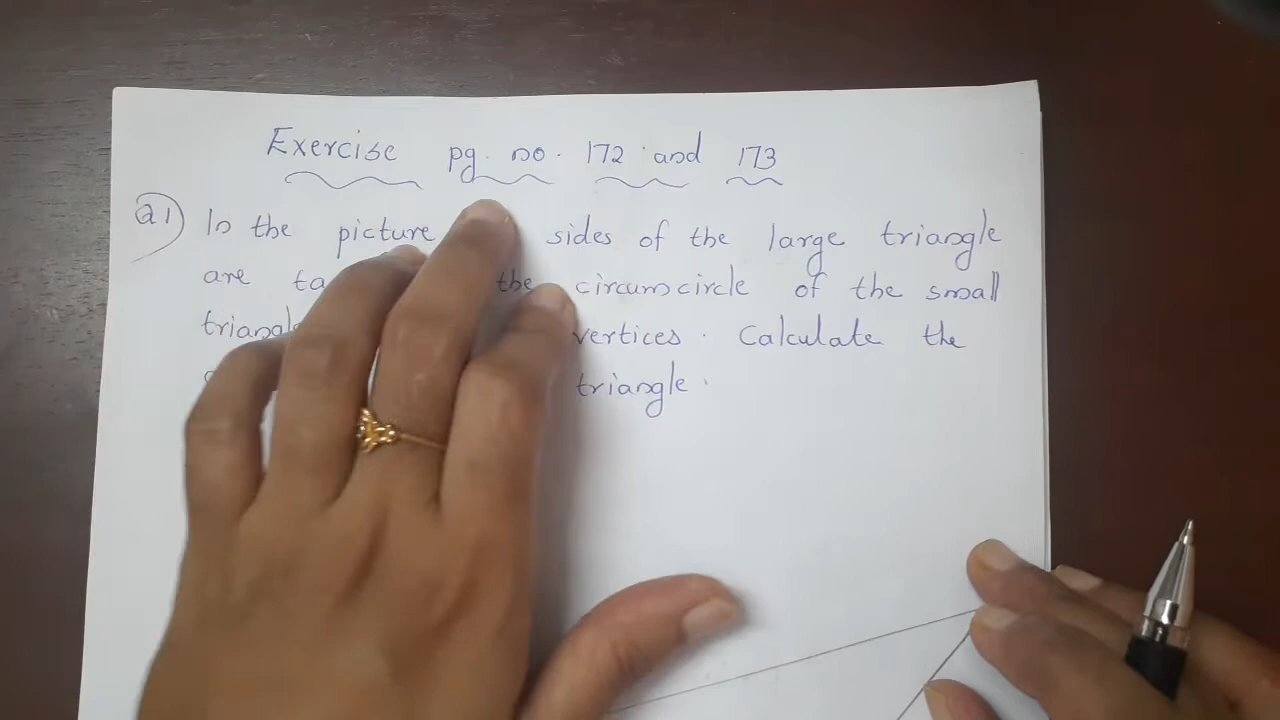 Exercise pg. no. 172 and 173
Q1) In the picture sides of the large triangle
are ta the circumcircle of the small
triangle vertices. Calculate the
triangle.